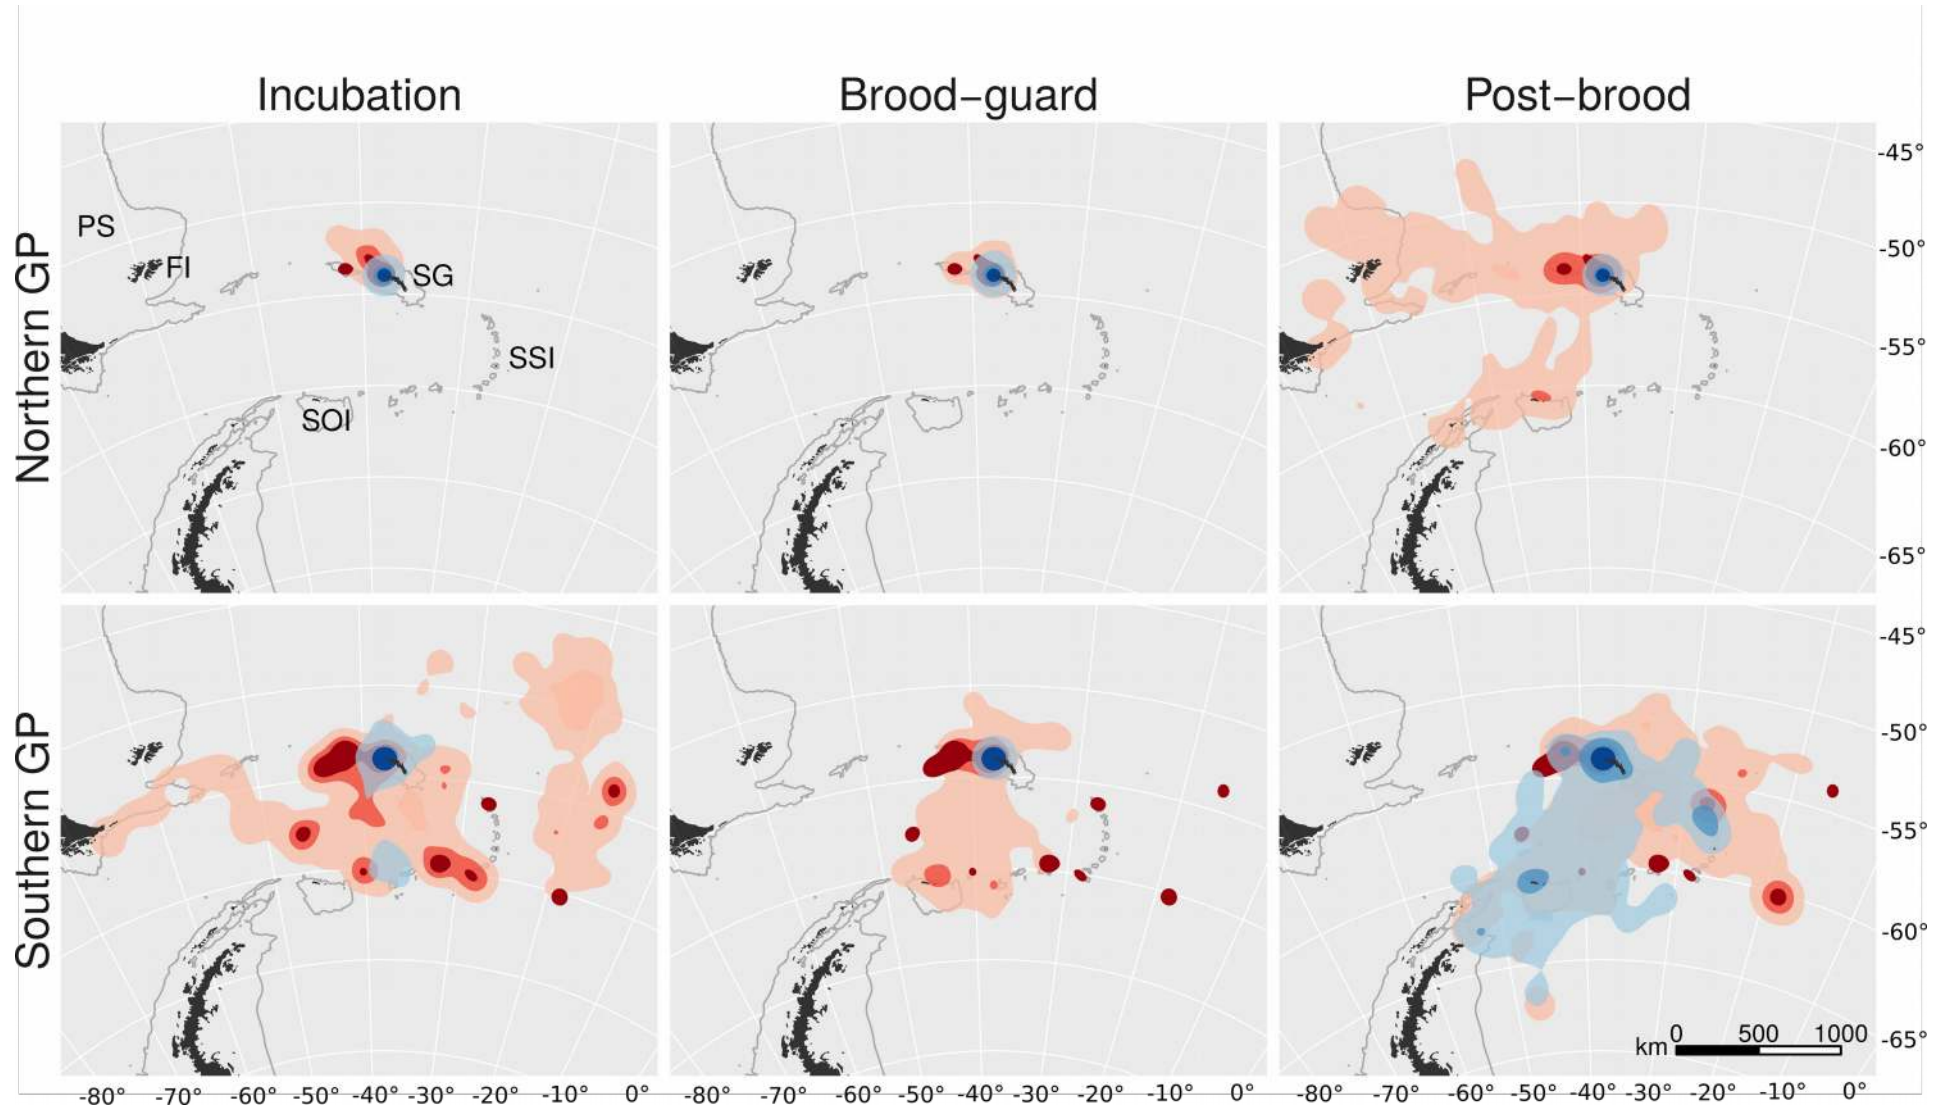 Incubation Brood–guard Post–brood
Northern GP
PS
FI
SG
SSI
SOI
-45°
-50°
-55°
-60°
-65°
Southern GP
-45°
-50°
-55°
-60°
-65°
km 0 500 1000
-80° -70° -60° -50° -40° -30° -20° -10° 0°
-80° -70° -60° -50° -40° -30° -20° -10° 0°
-80° -70° -60° -50° -40° -30° -20° -10° 0°